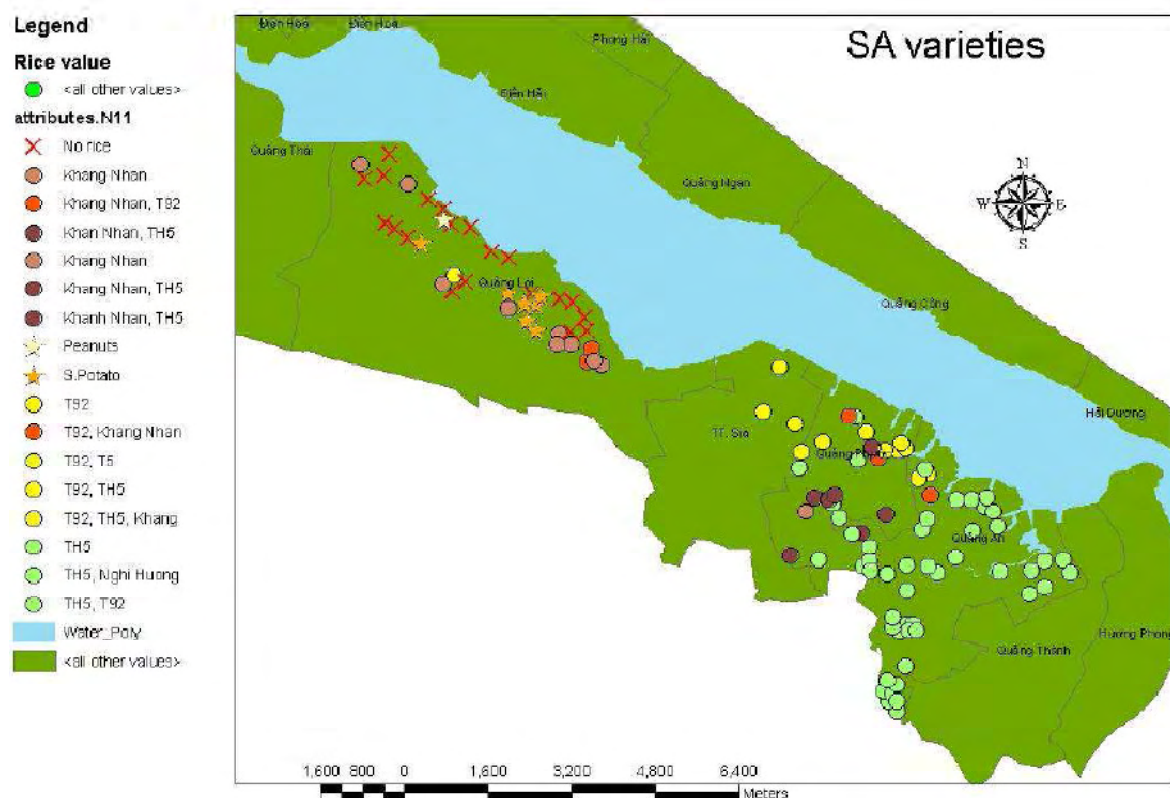 Legend
Rice value
<all other values>
attributes.N11
No rice
Khang Nhan
Khang Nhan, T92
Khan Nhan, TH5
Khang Nhan
Khang Nhan, TH5
Khanh Nhan, TH5
Peanuts
S.Potato
T92
T92, Khang Nhan
T92, T5
T92, TH5
T92, TH5, Khang
TH5
TH5, Nghi Huong
TH5, T92
Water_Poly
<all other values>
SA varieties
Điền Hòa
Điền Hoà
Phong Hải
Điền Hải
Quảng Thái
Quảng Ngạn
N
W
E
S
Quảng Lợi
Quảng Công
Hải Dương
TT. Sịa
Quảng An
Quảng Thành
Hương Phong
1,600
800
0
1,600
3,200
4,800
6,400
Meters